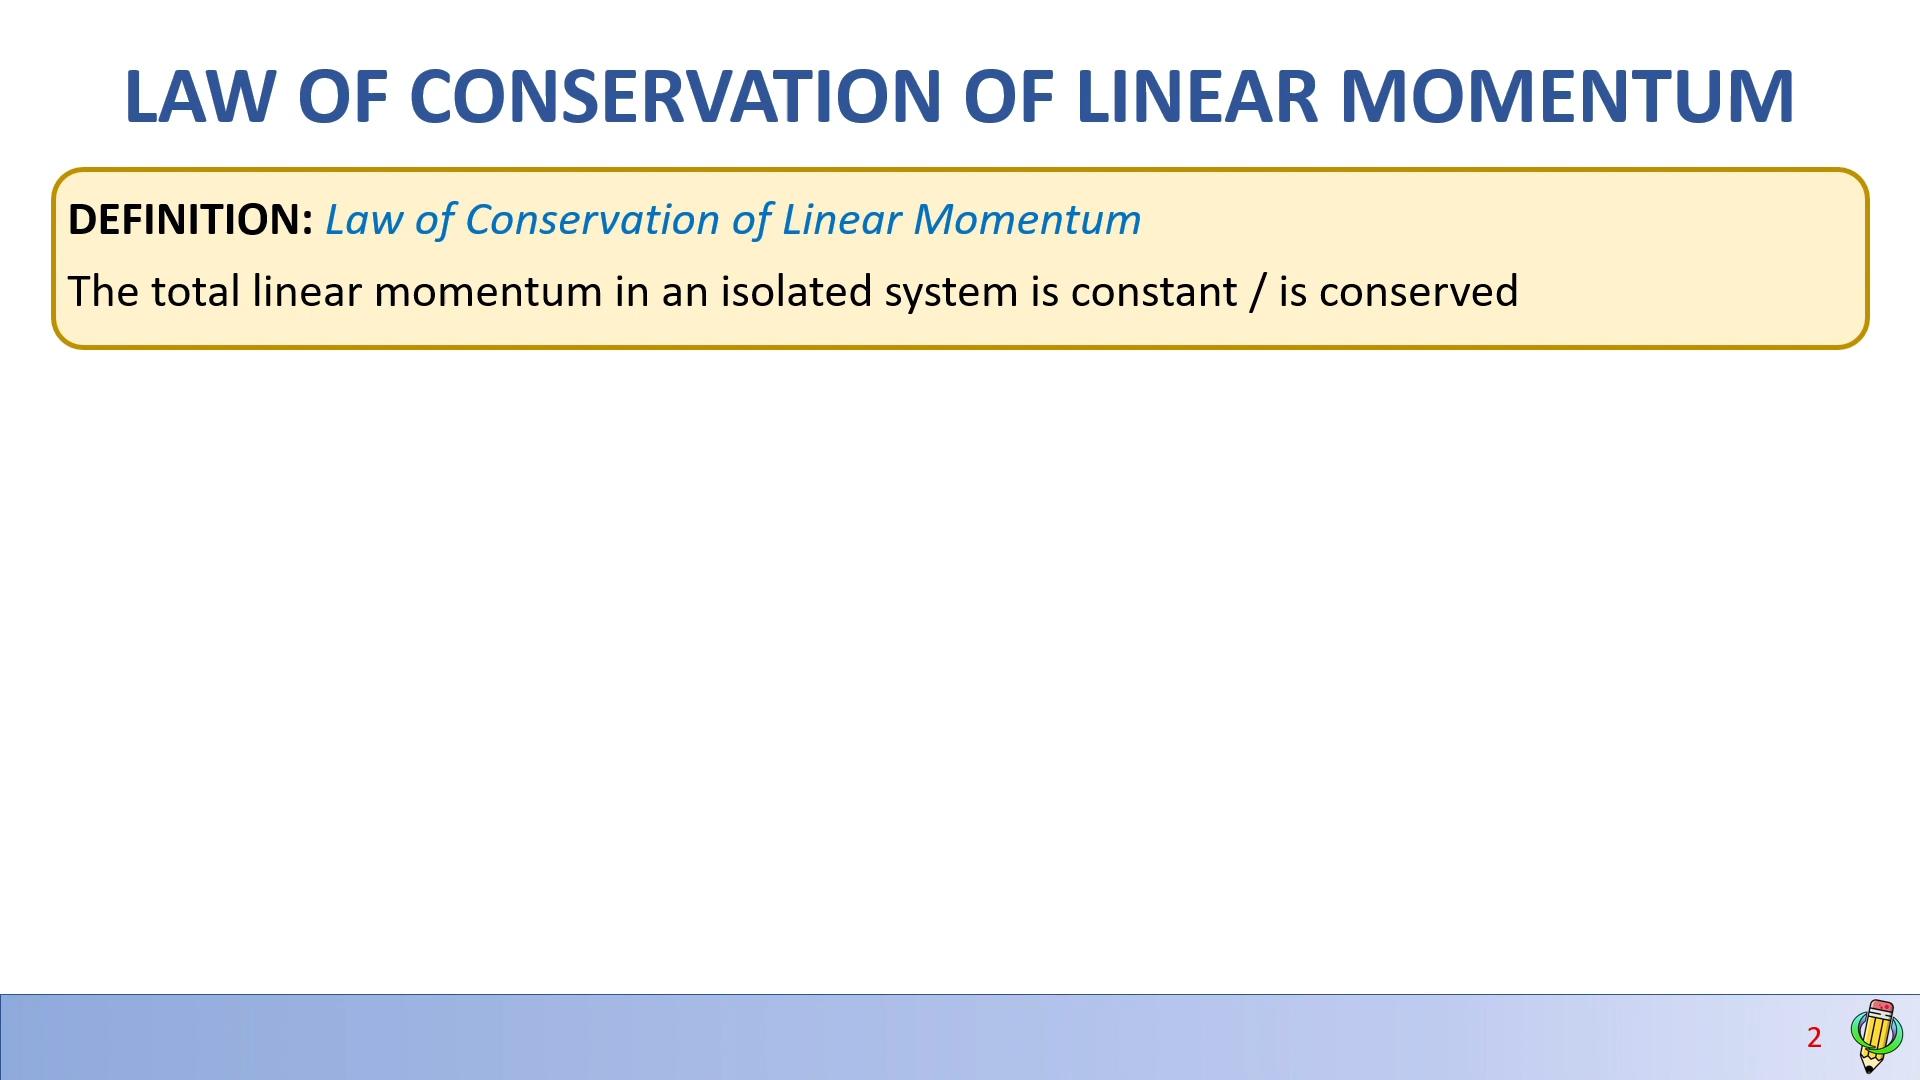 LAW OF CONSERVATION OF LINEAR MOMENTUM
DEFINITION: Law of Conservation of Linear Momentum
The total linear momentum in an isolated system is constant / is conserved
2